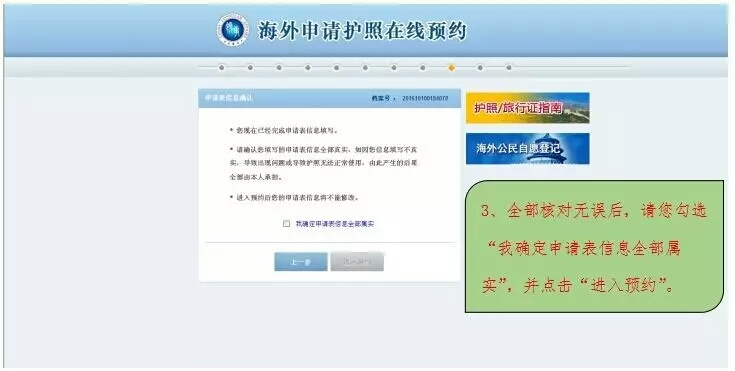 海外申请护照在线预约
申请表信息确认
档案号: 201610100184078
* 您现在已经完成申请表信息填写。
* 请确认您填写的申请表信息全部真实,如因您信息填写不真
实,导致出现问题或导致护照无法正常使用,由此产生的后果
全部由本人承担。
* 进入预约后您的申请表信息将不能修改。
我确定申请表信息全部属实
上一步
进入预约
护照/旅行证指南
海外公民自愿登记
3、全部核对无误后,请您勾选
“我确定申请表信息全部属
实”,并点击“进入预约”。